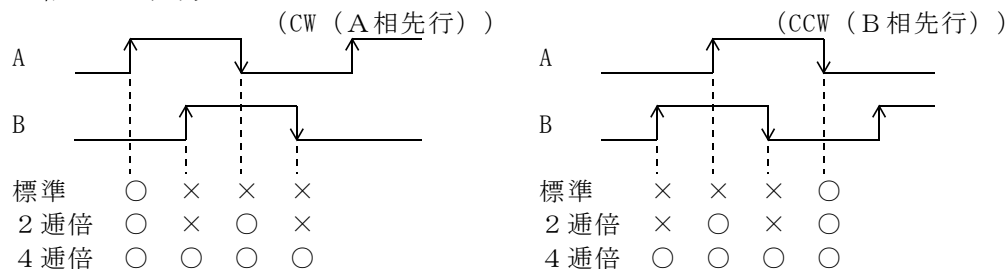 (CW（A相先行）)
A
B
標準 ○ × × ×
２逓倍 ○ × ○ ×
４逓倍 ○ ○ ○ ○
(CCW（B相先行）)
A
B
標準 × × × ○
２逓倍 × ○ × ○
４逓倍 ○ ○ ○ ○